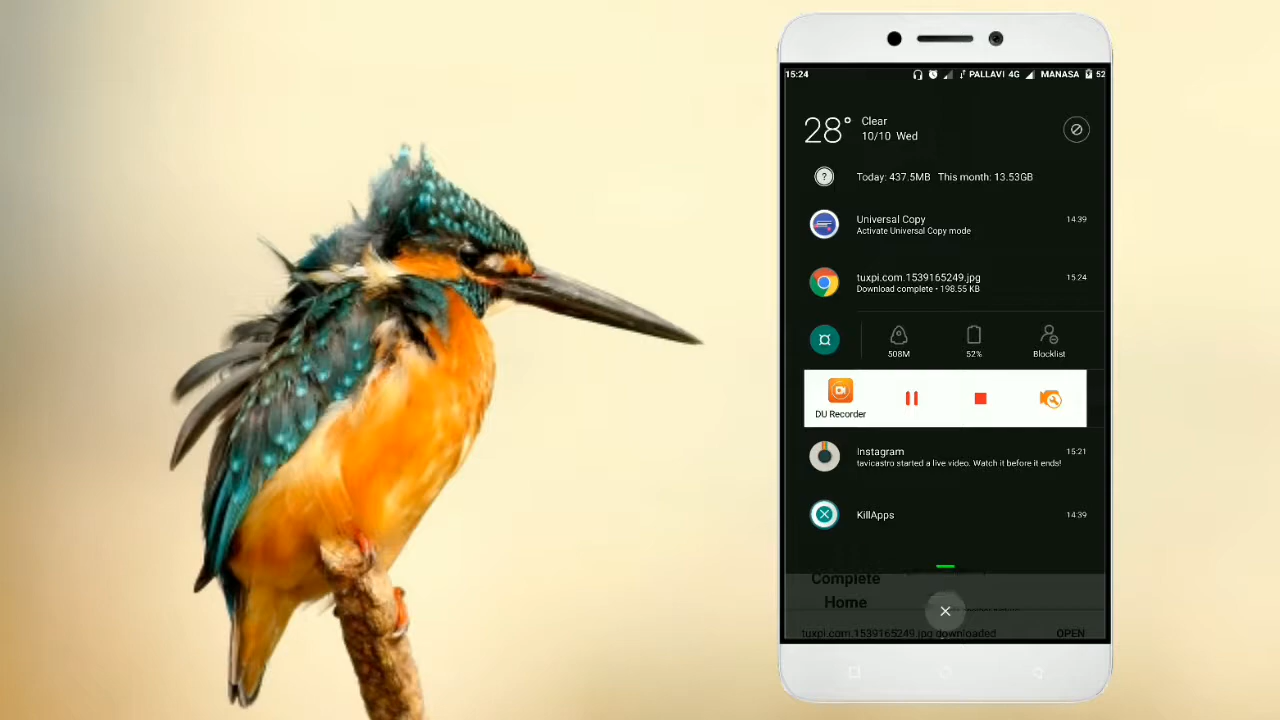 15:24 PALLAVI 4G MANASA 52
28° Clear
10/10 Wed
Today: 437.5MB This month: 13.53GB
Universal Copy 14:39
Activate Universal Copy mode
tuxpi.com.1539165249.jpg 15:24
Download complete • 198.55 KB
508M 52% Blocklist
DU Recorder
Instagram 15:21
tavicastro started a live video. Watch it before it ends!
KillApps 14:39
Complete
Home
tuxpi.com.1539165249.jpg downloaded OPEN